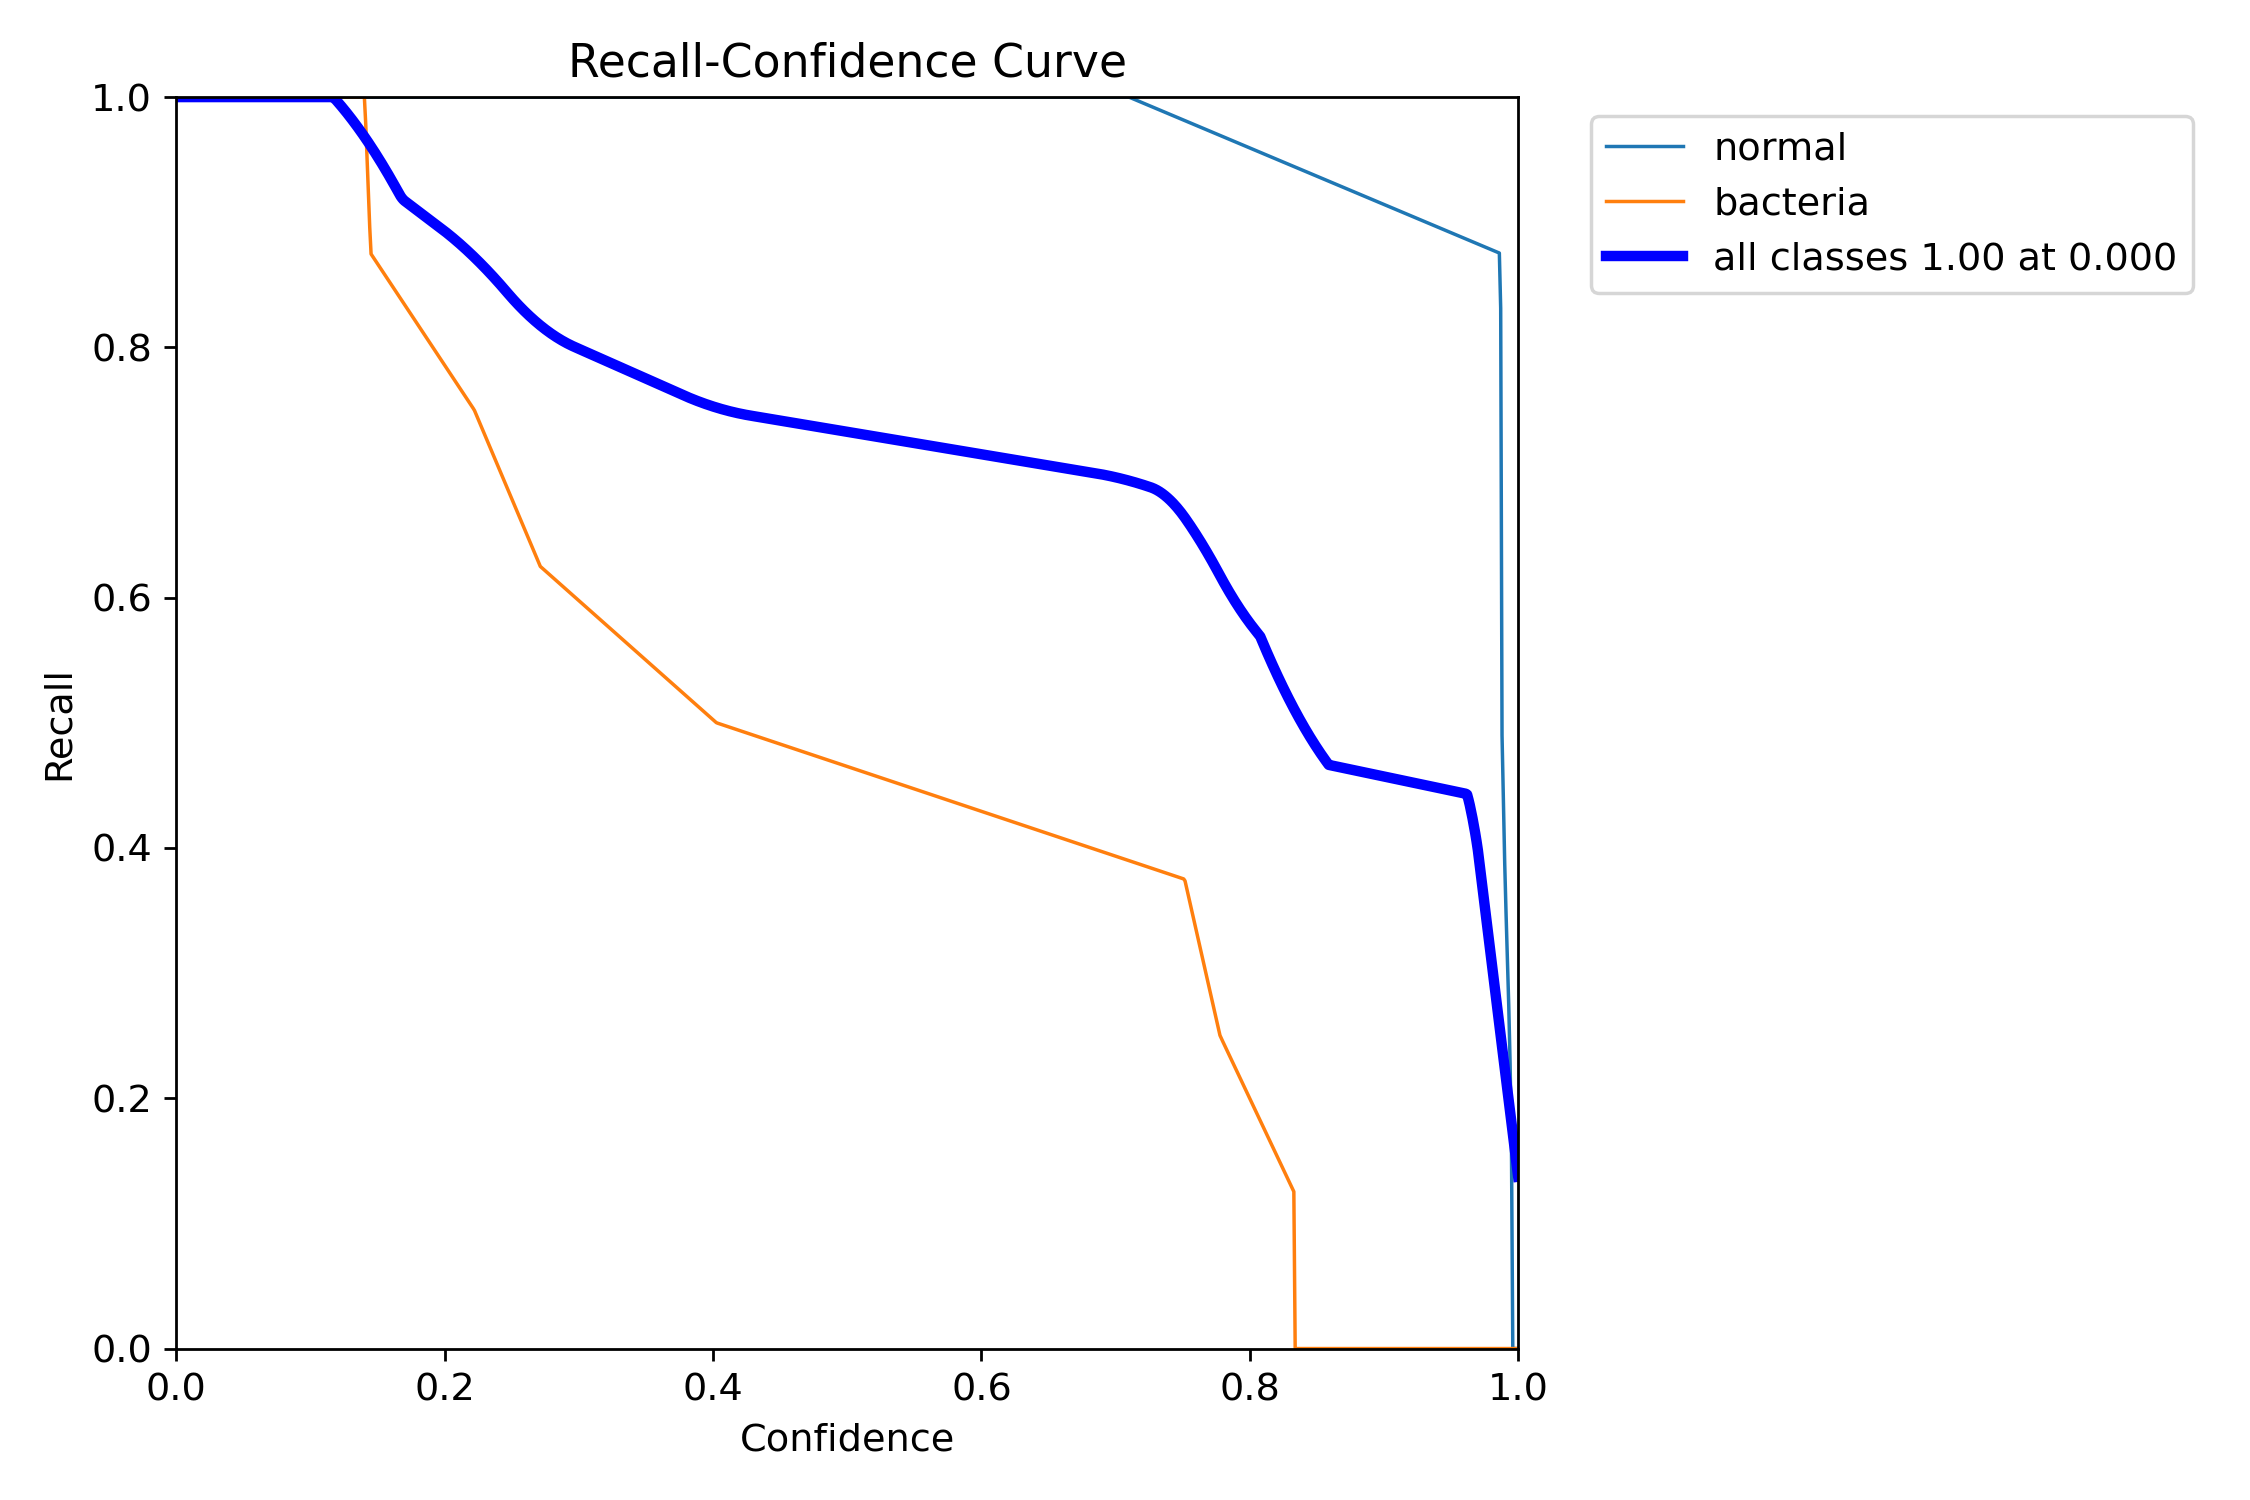 Recall-Confidence Curve
1.0
0.8
0.6
0.4
0.2
0.0
Recall
0.0 0.2 0.4 0.6 0.8 1.0
Confidence
normal
bacteria
all classes 1.00 at 0.000